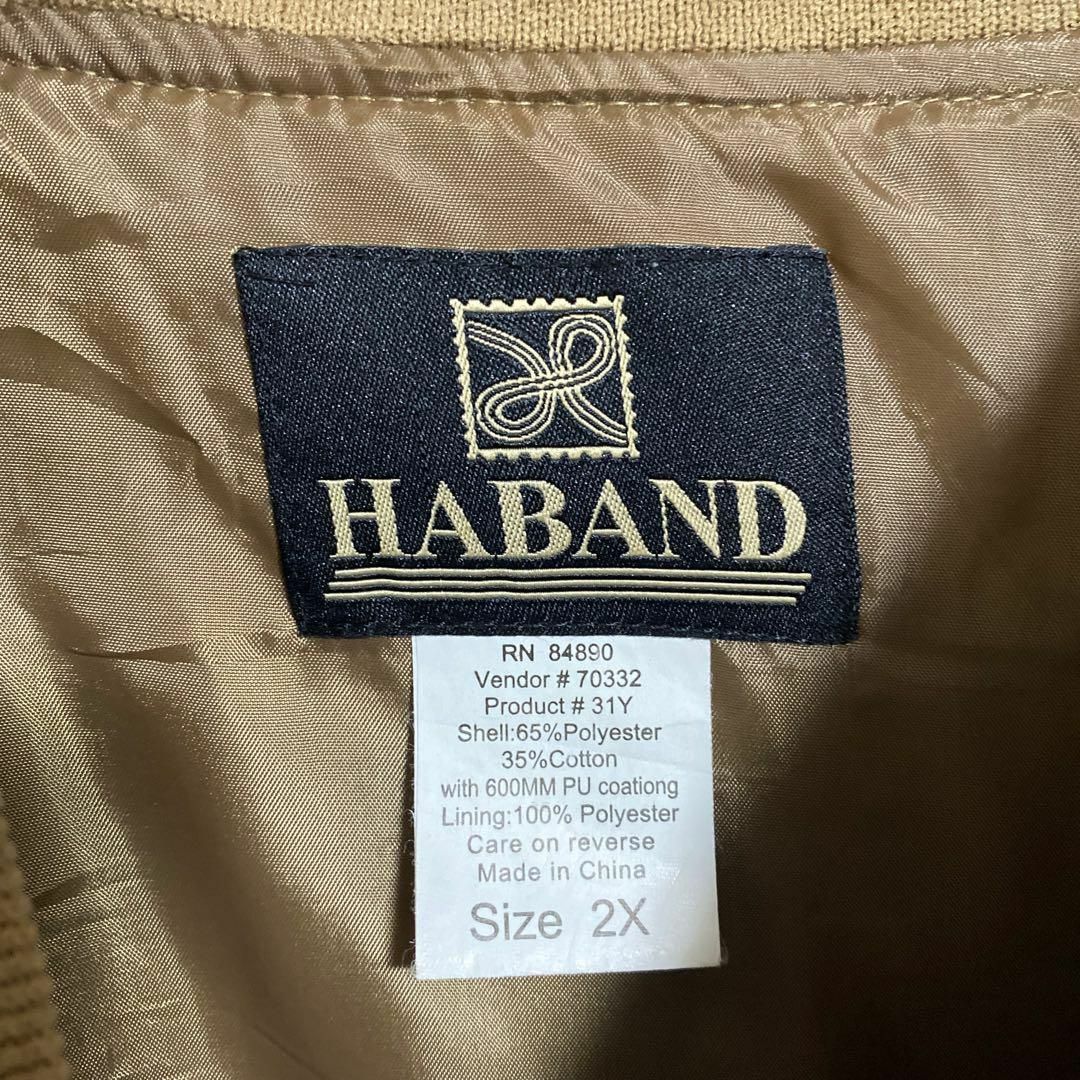 HABAND
RN 84890
Vendor # 70332
Product # 31Y
Shell:65%Polyester
35%Cotton
with 600MM PU coationg
Lining:100% Polyester
Care on reverse
Made in China
Size 2X